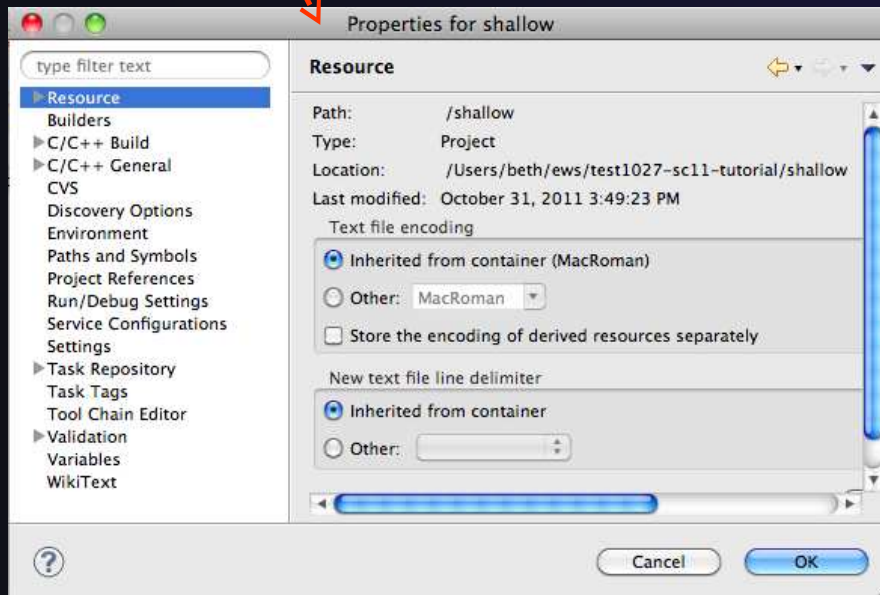 Properties for shallow
type filter text
Resource
Builders
C/C++ Build
C/C++ General
CVS
Discovery Options
Environment
Paths and Symbols
Project References
Run/Debug Settings
Service Configurations
Settings
Task Repository
Task Tags
Tool Chain Editor
Validation
Variables
WikiText
Resource
Path: /shallow
Type: Project
Location: /Users/beth/ews/test1027-sc11-tutorial/shallow
Last modified: October 31, 2011 3:49:23 PM
Text file encoding
Inherited from container (MacRoman)
Other: MacRoman
Store the encoding of derived resources separately
New text file line delimiter
Inherited from container
Other:
?
Cancel
OK